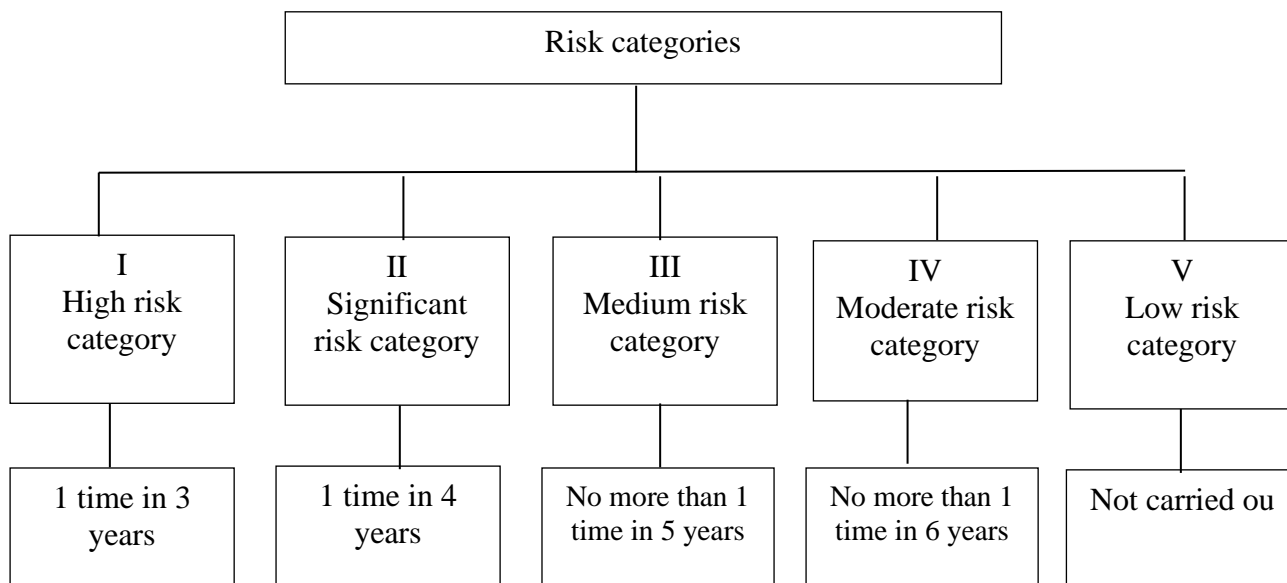 Risk categories
I
High risk
category
II
Significant
risk category
III
Medium risk
category
IV
Moderate risk
category
V
Low risk
category
1 time in 3
years
1 time in 4
years
No more than 1
time in 5 years
No more than 1
time in 6 years
Not carried ou